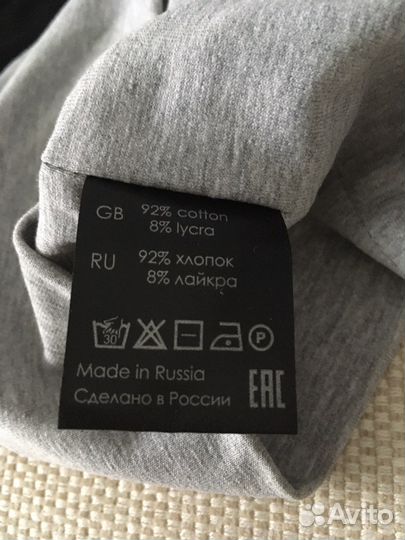 GB 92% cotton
8% lycra
RU 92% хлопок
8% лайкра
30 P
Made in Russia
Сделано в России
EAC
Avito